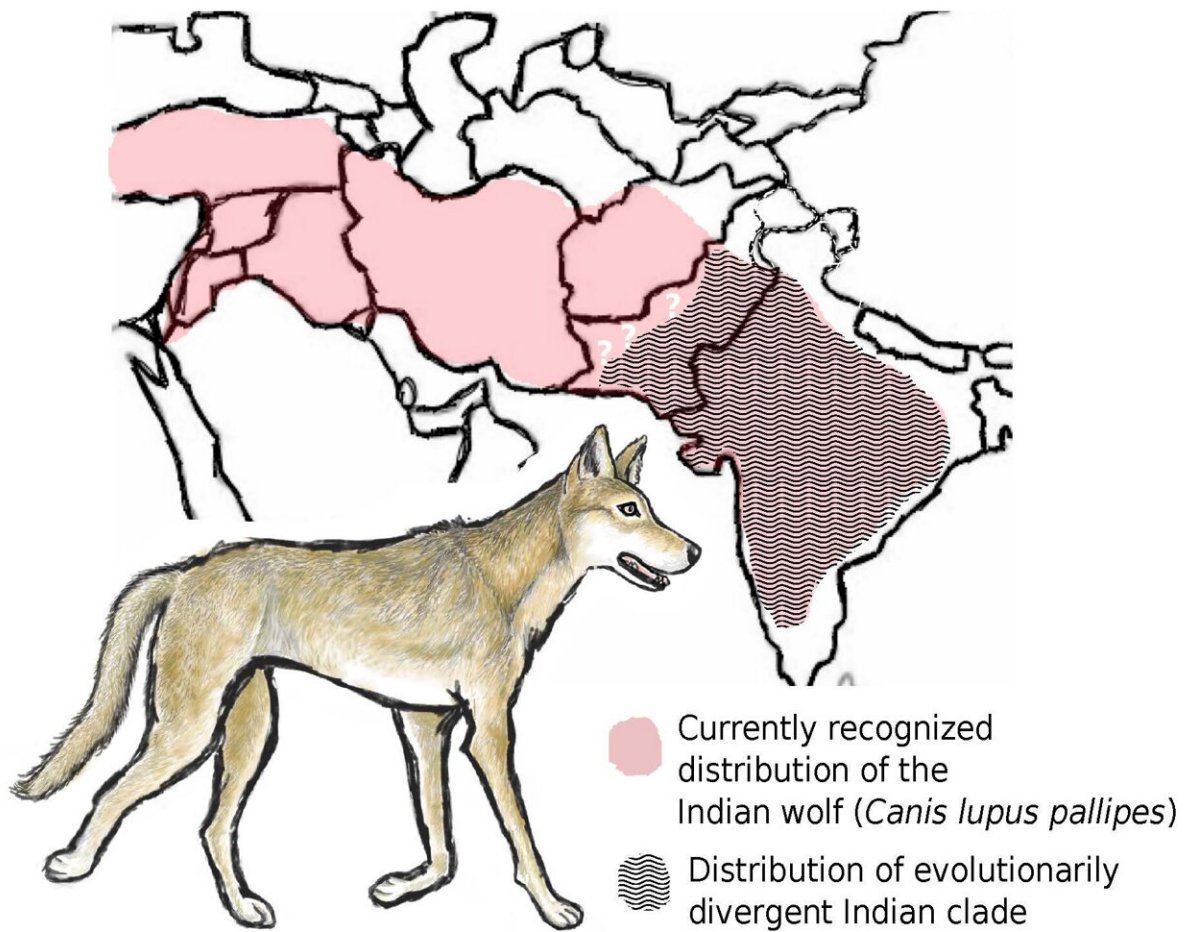 ?
?
?
Currently recognized
distribution of the
Indian wolf (Canis lupus pallipes)
Distribution of evolutionarily
divergent Indian clade